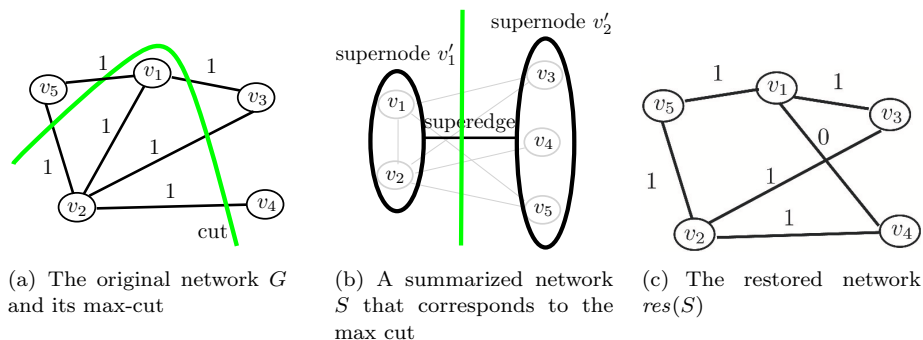 1
v1
1
v5
v3
1
1
1
1
v2
v4
cut
supernode v′1
supernode v′2
v3
v1
superedge
v4
v2
v5
1
v1
1
v5
v3
0
1
1
1
v2
v4
(a) The original network G
and its max-cut
(b) A summarized network
S that corresponds to the
max cut
(c) The restored network
res(S)